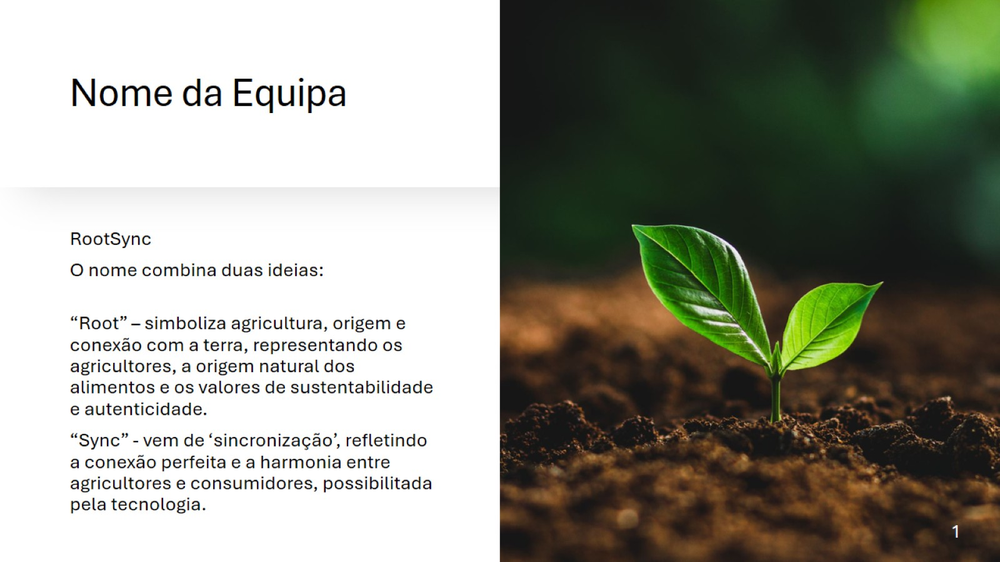 Nome da Equipa
RootSync
O nome combina duas ideias:
“Root” – simboliza agricultura, origem e
conexão com a terra, representando os
agricultores, a origem natural dos
alimentos e os valores de sustentabilidade
e autenticidade.
“Sync” - vem de ‘sincronização’, refletindo
a conexão perfeita e a harmonia entre
agricultores e consumidores, possibilitada
pela tecnologia.
1